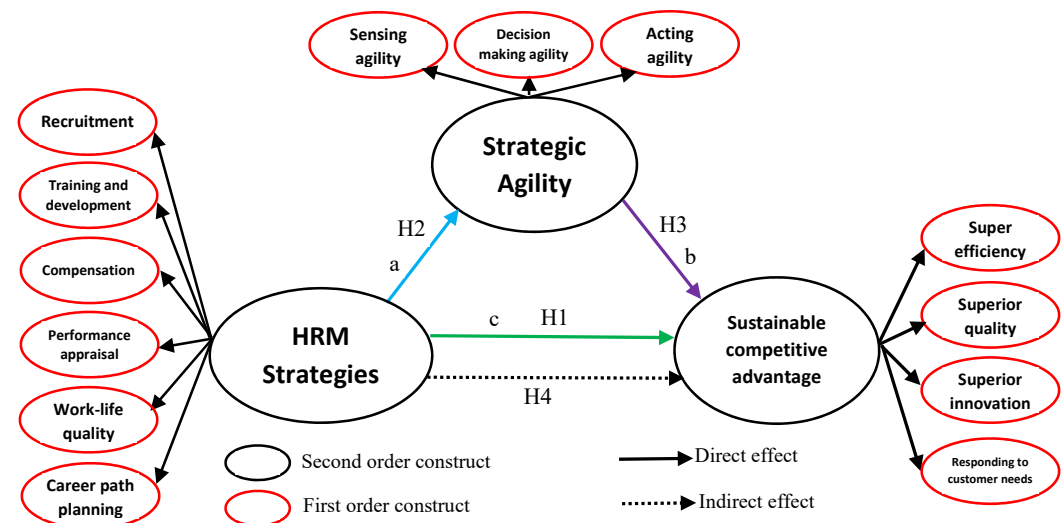 Sensing
agility
Decision
making agility
Acting
agility
Recruitment
Training and
development
Compensation
Performance
appraisal
Work-life
quality
Career path
planning
Strategic
Agility
H2
a
H3
b
HRM
Strategies
c H1
H4
Sustainable
competitive
advantage
Super
efficiency
Superior
quality
Superior
innovation
Responding to
customer needs
Second order construct
First order construct
Direct effect
Indirect effect